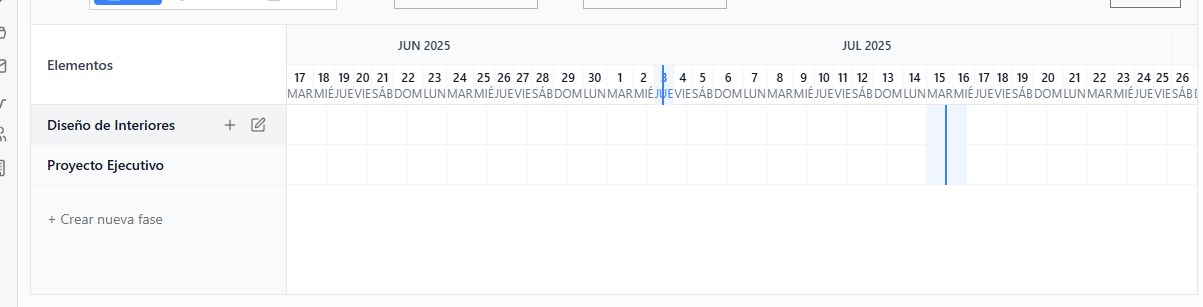 JUN 2025 JUL 2025
Elementos
17 18 19 20 21 22 23 24 25 26 27 28 29 30 1 2 3 4 5 6 7 8 9 10 11 12 13 14 15 16 17 18 19 20 21 22 23 24 25 26
MAR MIÉ JUE VIE SÁB DOM LUN MAR MIÉ JUE VIE SÁB DOM LUN MAR MIÉ JUE VIE SÁB DOM LUN MAR MIÉ JUE VIE SÁB DOM LUN MAR MIÉ JUE VIE SÁB DOM LUN MAR MIÉ JUE VIE SÁB
Diseño de Interiores
Proyecto Ejecutivo
+ Crear nueva fase